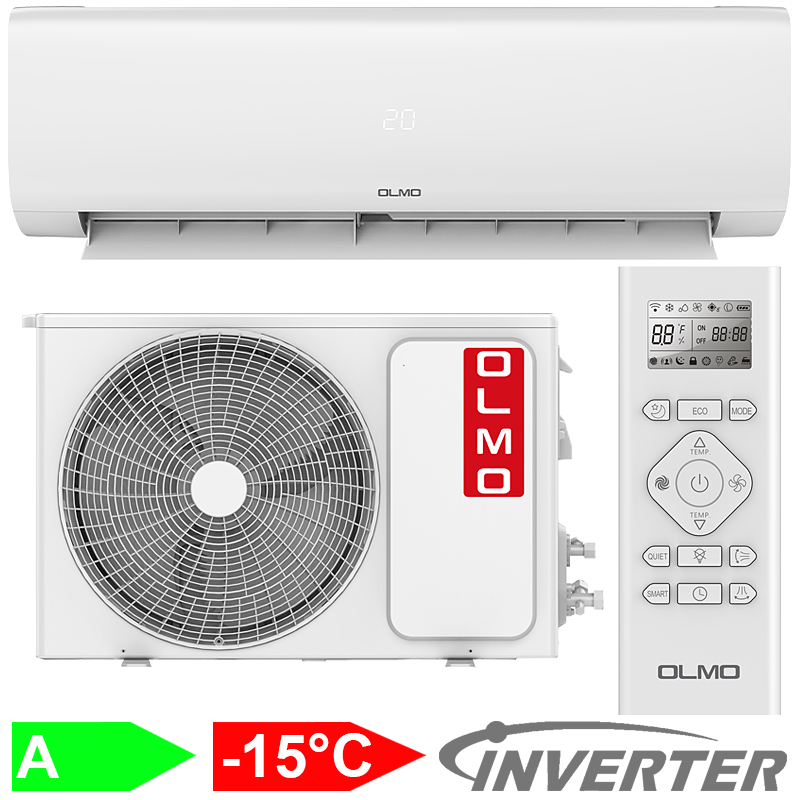 20
OLMO
OLMO
88 °F
ON
OFF
88:88
ECO
MODE
TEMP.
TEMP.
QUIET
SMART
OLMO
A
-15°C
INVERTER